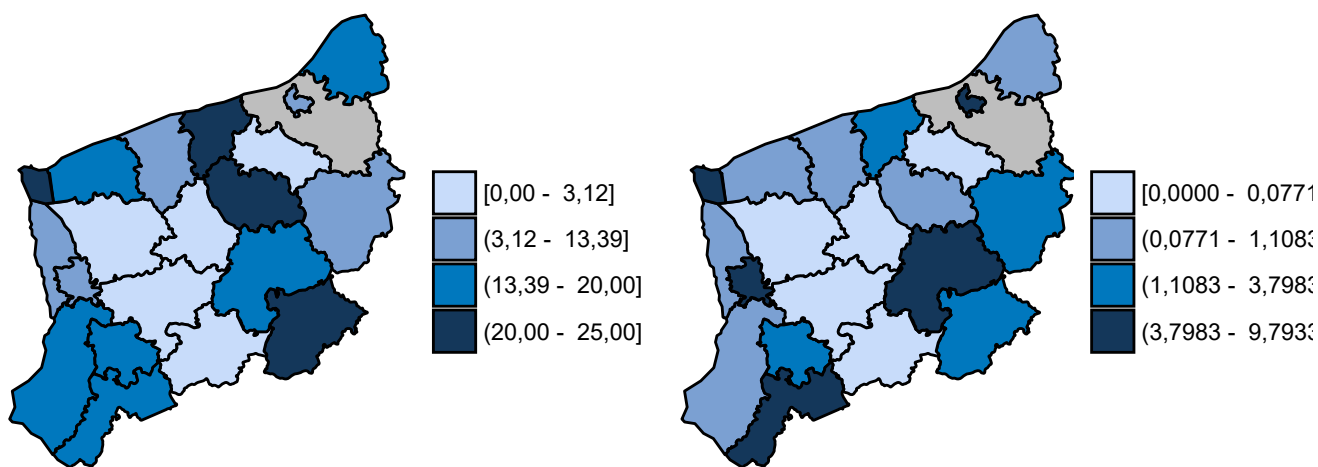 [0,00 - 3,12]
(3,12 - 13,39]
(13,39 - 20,00]
(20,00 - 25,00]
[0,0000 - 0,0771
(0,0771 - 1,1083
(1,1083 - 3,7983
(3,7983 - 9,7933